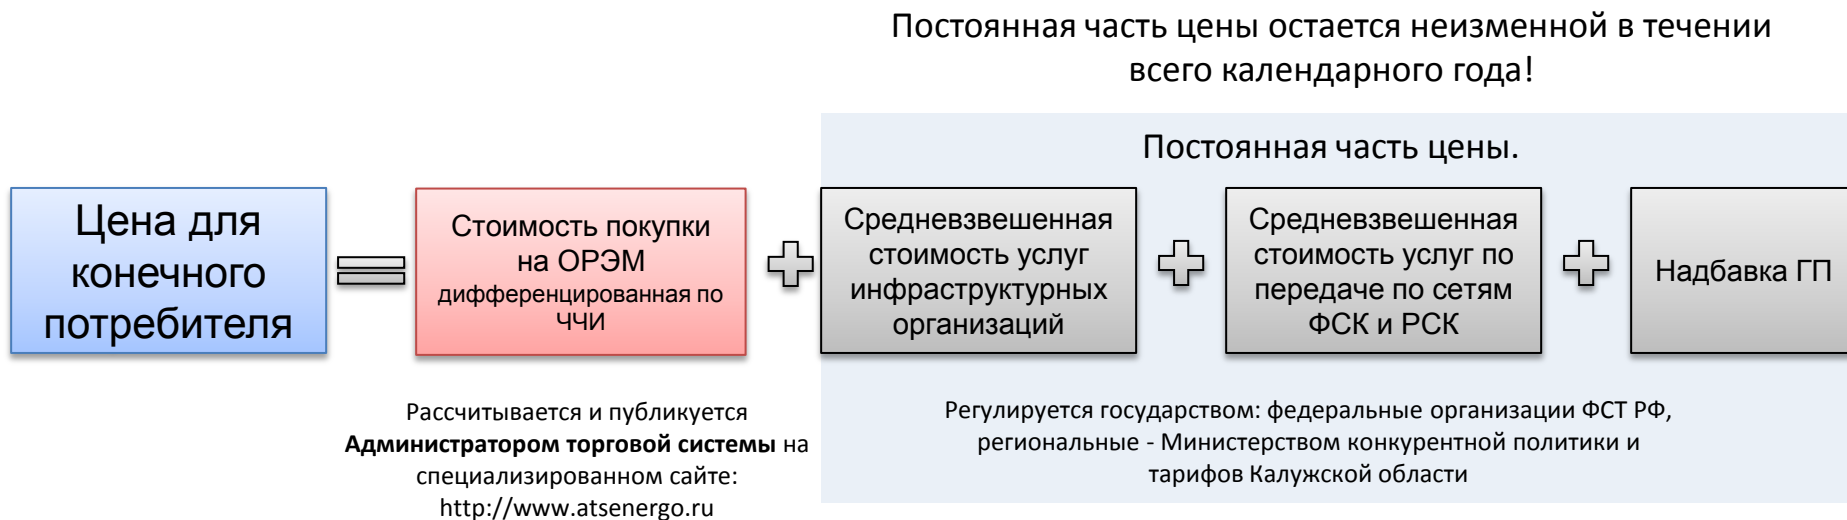 Постоянная часть цены остается неизменной в течении
всего календарного года!
Постоянная часть цены.
Цена для
конечного
потребителя
Стоимость покупки
на ОРЭМ
дифференцированная по
ЧЧИ
Средневзвешенная
стоимость услуг
инфраструктурных
организаций
Средневзвешенная
стоимость услуг по
передаче по сетям
ФСК и РСК
Надбавка ГП
Рассчитывается и публикуется
Администратором торговой системы на
специализированном сайте:
http://www.atsenergo.ru
Регулируется государством: федеральные организации ФСТ РФ,
региональные - Министерством конкурентной политики и
тарифов Калужской области